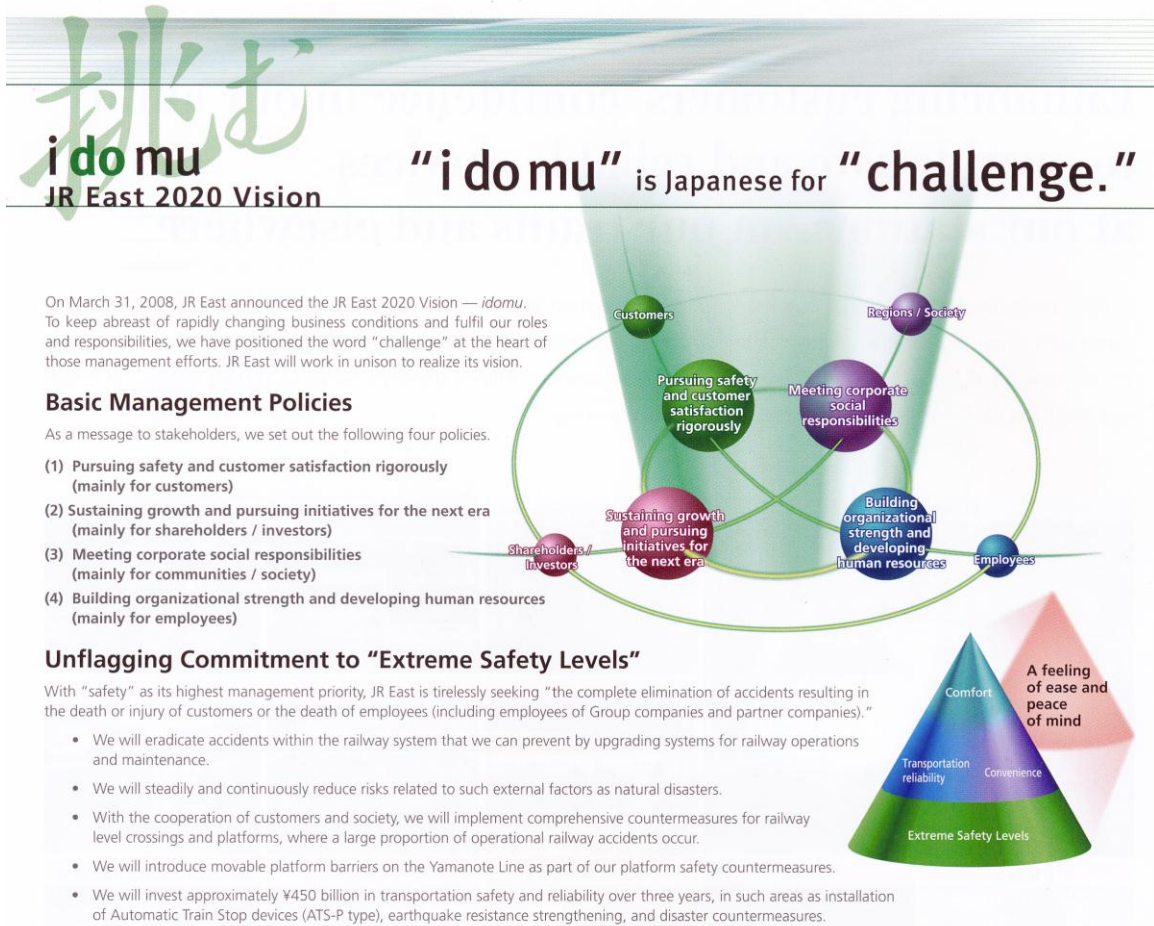 挑む
i do mu
JR East 2020 Vision
“i do mu” is Japanese for “challenge.”
On March 31, 2008, JR East announced the JR East 2020 Vision — idomu.
To keep abreast of rapidly changing business conditions and fulfil our roles
and responsibilities, we have positioned the word “challenge” at the heart of
those management efforts. JR East will work in unison to realize its vision.
Basic Management Policies
As a message to stakeholders, we set out the following four policies.
(1) Pursuing safety and customer satisfaction rigorously
(mainly for customers)
(2) Sustaining growth and pursuing initiatives for the next era
(mainly for shareholders / investors)
(3) Meeting corporate social responsibilities
(mainly for communities / society)
(4) Building organizational strength and developing human resources
(mainly for employees)
Customers
Regions / Society
Pursuing safety
and customer
satisfaction
rigorously
Meeting corporate
social
responsibilities
Sustaining growth
and pursuing
initiatives for
the next era
Building
organizational
strength and
developing
human resources
Shareholders /
Investors
Employees
Unflagging Commitment to “Extreme Safety Levels”
With “safety” as its highest management priority, JR East is tirelessly seeking “the complete elimination of accidents resulting in
the death or injury of customers or the death of employees (including employees of Group companies and partner companies).”
• We will eradicate accidents within the railway system that we can prevent by upgrading systems for railway operations
and maintenance.
• We will steadily and continuously reduce risks related to such external factors as natural disasters.
• With the cooperation of customers and society, we will implement comprehensive countermeasures for railway
level crossings and platforms, where a large proportion of operational railway accidents occur.
• We will introduce movable platform barriers on the Yamanote Line as part of our platform safety countermeasures.
• We will invest approximately ¥450 billion in transportation safety and reliability over three years, in such areas as installation
of Automatic Train Stop devices (ATS-P type), earthquake resistance strengthening, and disaster countermeasures.
A feeling
of ease and
peace
of mind
Comfort
Transportation
reliability
Convenience
Extreme Safety Levels